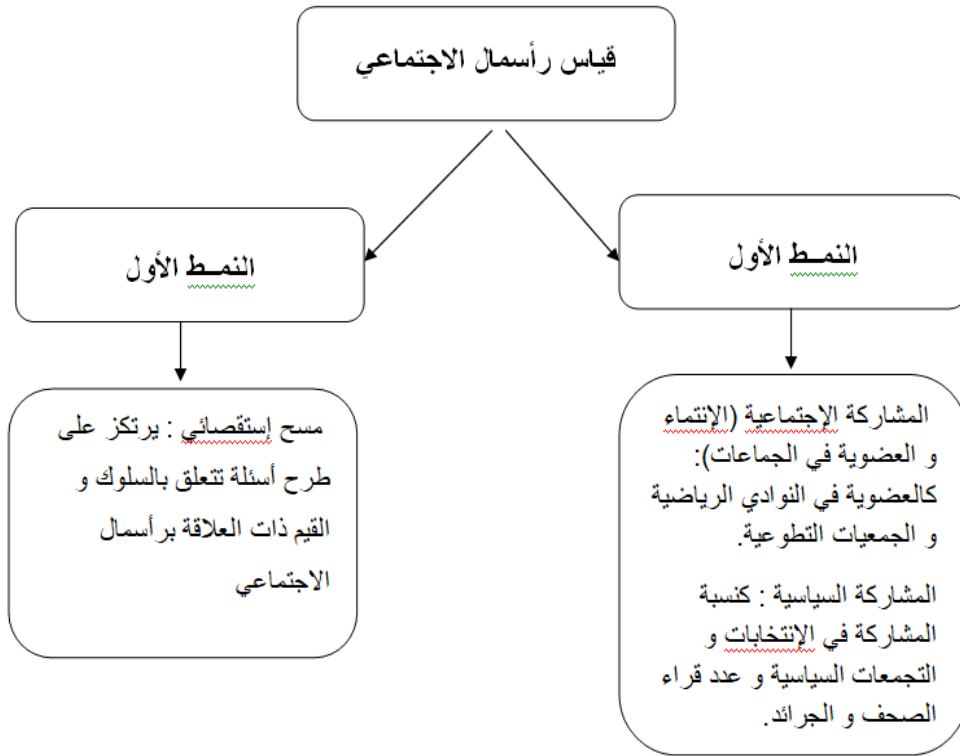 قياس رأسمال الاجتماعي
النمــط الأول
النمــط الأول
المشاركة الإجتماعية (الإنتماء
و العضوية في الجماعات):
كالعضوية في النوادي الرياضية
و الجمعيات التطوعية.
المشاركة السياسية : كنسبة
المشاركة في الإنتخابات و
التجمعات السياسية و عدد قراء
الصحف و الجرائد.
مسح إستقصائي : يرتكز على
طرح أسئلة تتعلق بالسلوك و
القيم ذات العلاقة برأسمال
الاجتماعي